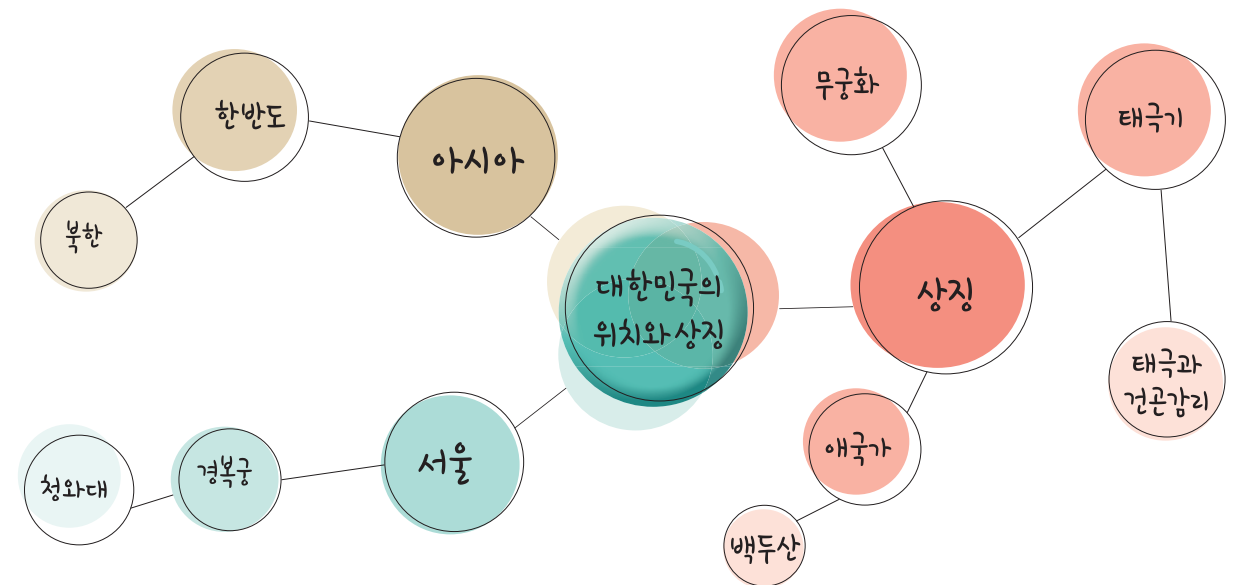 무궁화
태극기
한반도
아시아
북한
대한민국의
위치와 상징
상징
태극과
건곤감리
애국가
서울
경복궁
청와대
백두산